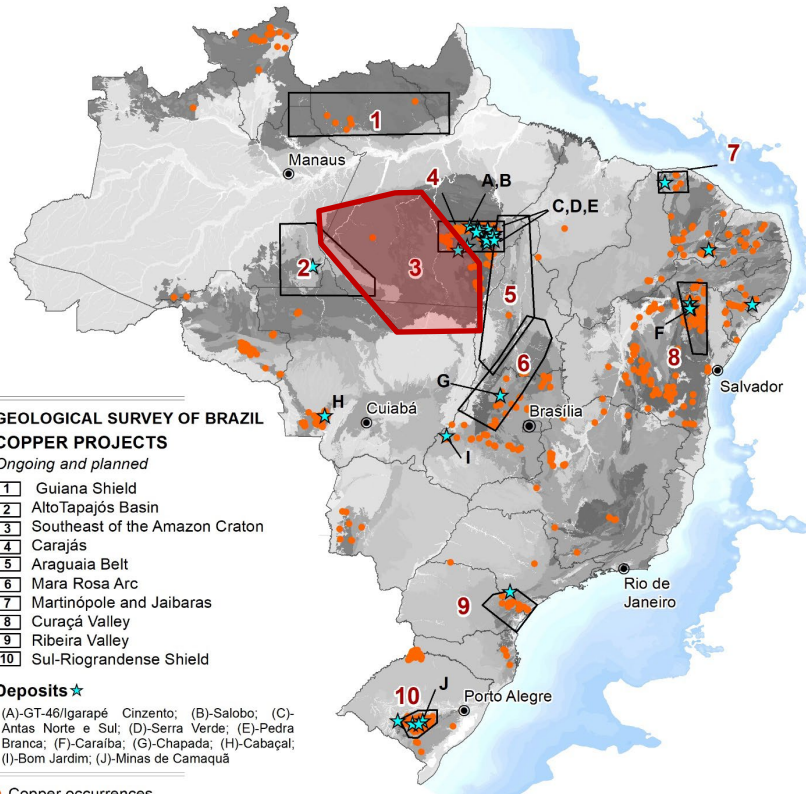 1
Manaus
7
4
A,B
C,D,E
2
3
5
F
6
8
G
Salvador
H
Cuiabá
Brasília
I
GEOLOGICAL SURVEY OF BRAZIL
COPPER PROJECTS
Ongoing and planned
1 Guiana Shield
2 AltoTapajós Basin
3 Southeast of the Amazon Craton
4 Carajás
5 Araguaia Belt
6 Mara Rosa Arc
7 Martinópole and Jaibaras
8 Curaçá Valley
9 Ribeira Valley
10 Sul-Riograndense Shield
Rio de
Janeiro
9
J
10
Porto Alegre
Deposits
(A)-GT-46/Igarapé Cinzento; (B)-Salobo; (C)-
Antas Norte e Sul; (D)-Serra Verde; (E)-Pedra
Branca; (F)-Caraíba; (G)-Chapada; (H)-Cabaçal;
(I)-Bom Jardim; (J)-Minas de Camaquã
Copper occurrences